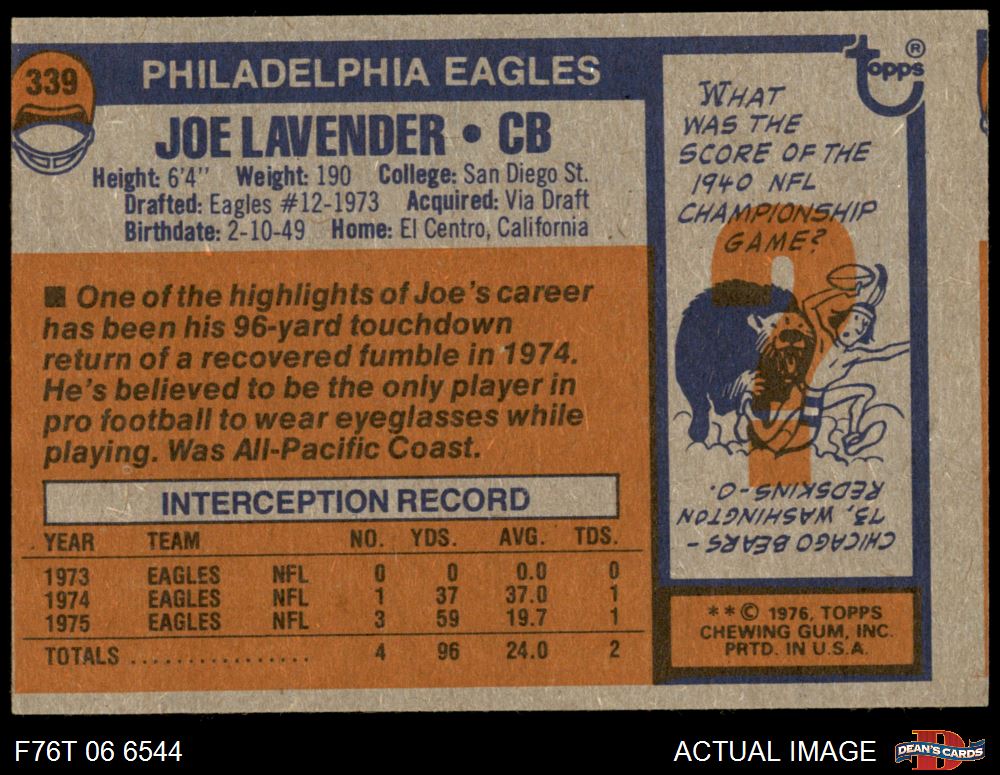 339
PHILADELPHIA EAGLES
JOE LAVENDER • CB
Height: 6'4" Weight: 190 College: San Diego St.
Drafted: Eagles #12-1973 Acquired: Via Draft
Birthdate: 2-10-49 Home: El Centro, California
■ One of the highlights of Joe's career
has been his 96-yard touchdown
return of a recovered fumble in 1974.
He's believed to be the only player in
pro football to wear eyeglasses while
playing. Was All-Pacific Coast.
INTERCEPTION RECORD
YEAR TEAM NO. YDS. AVG. TDS.
1973 EAGLES NFL 0 0 0.0 0
1974 EAGLES NFL 1 37 37.0 1
1975 EAGLES NFL 3 59 19.7 1
TOTALS .................. 4 96 24.0 2
topps ®
WHAT
WAS THE
SCORE OF THE
1940 NFL
CHAMPIONSHIP
GAME?
?
CHICAGO BEARS -
73, WASHINGTON
REDSKINS-0.
**© 1976, TOPPS
CHEWING GUM, INC.
PRTD. IN U.S.A.
F76T 06 6544
ACTUAL IMAGE
D
DEAN'S CARDS